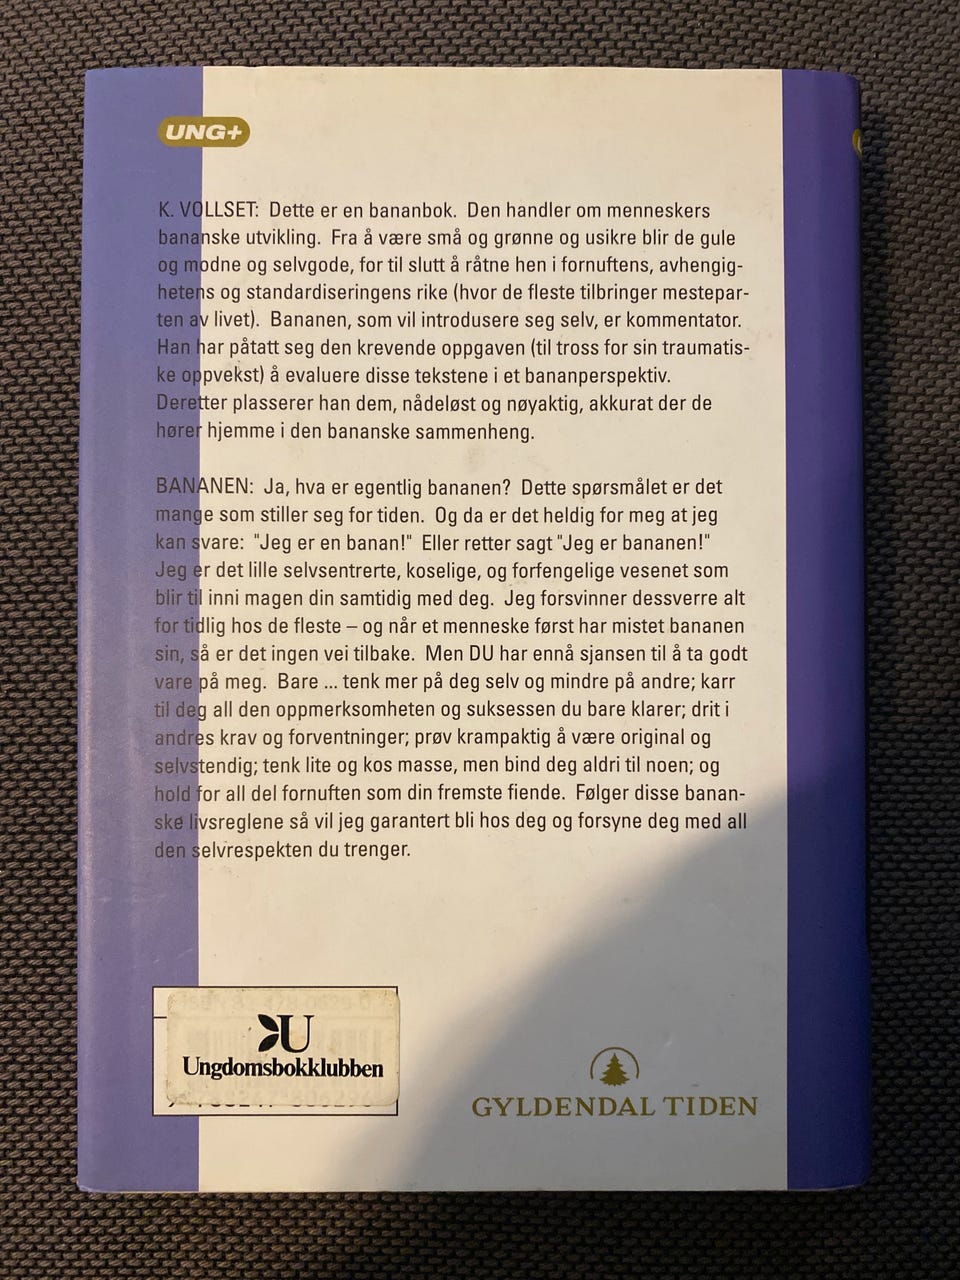 UNG+
K. VOLLSET: Dette er en bananbok. Den handler om menneskers
bananske utvikling. Fra å være små og grønne og usikre blir de gule
og modne og selvgode, for til slutt å råtne hen i fornuftens, avhengig-
hetens og standardiseringens rike (hvor de fleste tilbringer mestepar-
ten av livet). Bananen, som vil introdusere seg selv, er kommentator.
Han har påtatt seg den krevende oppgaven (til tross for sin traumatis-
ke oppvekst) å evaluere disse tekstene i et bananperspektiv.
Deretter plasserer han dem, nådeløst og nøyaktig, akkurat der de
hører hjemme i den bananske sammenheng.
BANANEN: Ja, hva er egentlig bananen? Dette spørsmålet er det
mange som stiller seg for tiden. Og da er det heldig for meg at jeg
kan svare: "Jeg er en banan!" Eller retter sagt "Jeg er bananen!"
Jeg er det lille selvsentrerte, koselige, og forfengelige vesenet som
blir til inni magen din samtidig med deg. Jeg forsvinner dessverre alt
for tidlig hos de fleste – og når et menneske først har mistet bananen
sin, så er det ingen vei tilbake. Men DU har ennå sjansen til å ta godt
vare på meg. Bare ... tenk mer på deg selv og mindre på andre; karr
til deg all den oppmerksomheten og suksessen du bare klarer; drit i
andres krav og forventninger; prøv krampaktig å være original og
selvstendig; tenk lite og kos masse, men bind deg aldri til noen; og
hold for all del fornuften som din fremste fiende. Følger disse banan-
ske livsreglene så vil jeg garantert bli hos deg og forsyne deg med all
den selvrespekten du trenger.
U
Ungdomsbokklubben
GYLDENDAL TIDEN